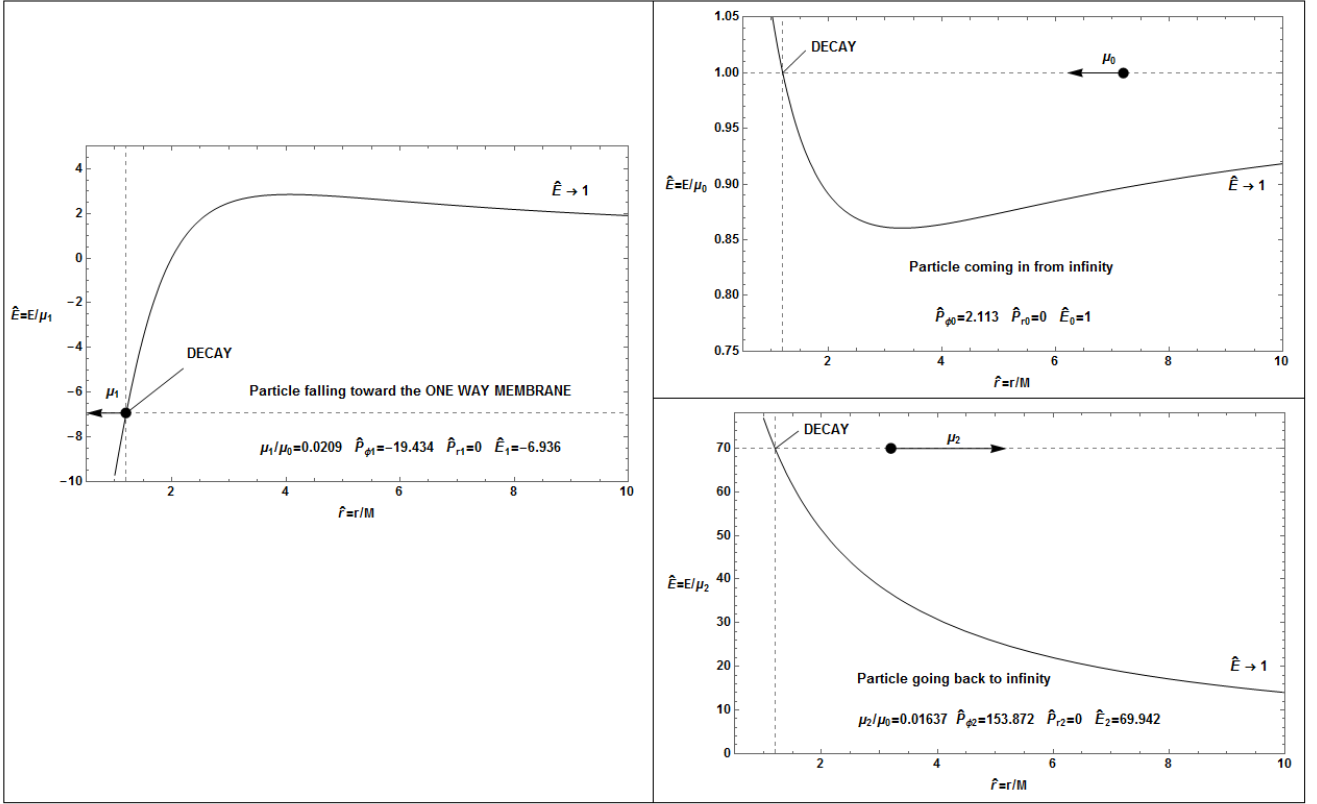 4
2
0
−2
−4
−6
−8
−10
2
4
6
8
10
Ê=E/μ₁
r̂=r/M
Ê → 1
DECAY
μ₁
Particle falling toward the ONE WAY MEMBRANE
μ₁/μ₀=0.0209 P̂ϕ₁=−19.434 P̂r₁=0 Ê₁=−6.936
1.05
1.00
0.95
0.90
0.85
0.80
0.75
2
4
6
8
10
Ê=E/μ₀
r̂=r/M
DECAY
μ₀
Ê → 1
Particle coming in from infinity
P̂ϕ₀=2.113 P̂r₀=0 Ê₀=1
70
60
50
40
30
20
10
0
2
4
6
8
10
Ê=E/μ₂
r̂=r/M
DECAY
μ₂
Ê → 1
Particle going back to infinity
μ₂/μ₀=0.01637 P̂ϕ₂=153.872 P̂r₂=0 Ê₂=69.942